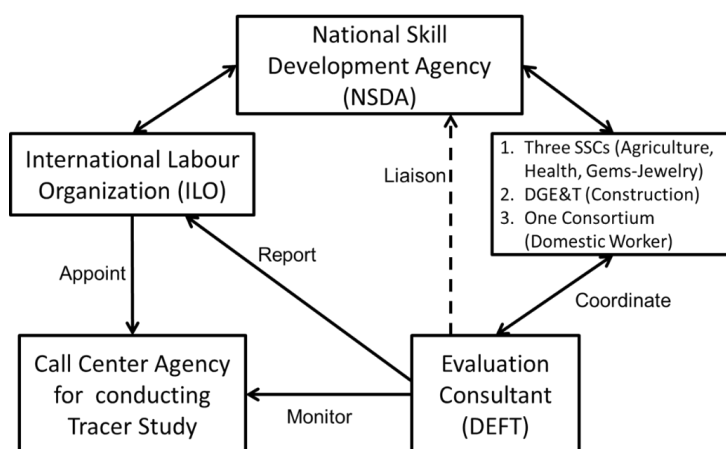 National Skill
Development Agency
(NSDA)
International Labour
Organization (ILO)
Liaison
1. Three SSCs (Agriculture,
Health, Gems-Jewelry)
2. DGE&T (Construction)
3. One Consortium
(Domestic Worker)
Appoint
Report
Coordinate
Call Center Agency
for conducting
Tracer Study
Monitor
Evaluation
Consultant
(DEFT)